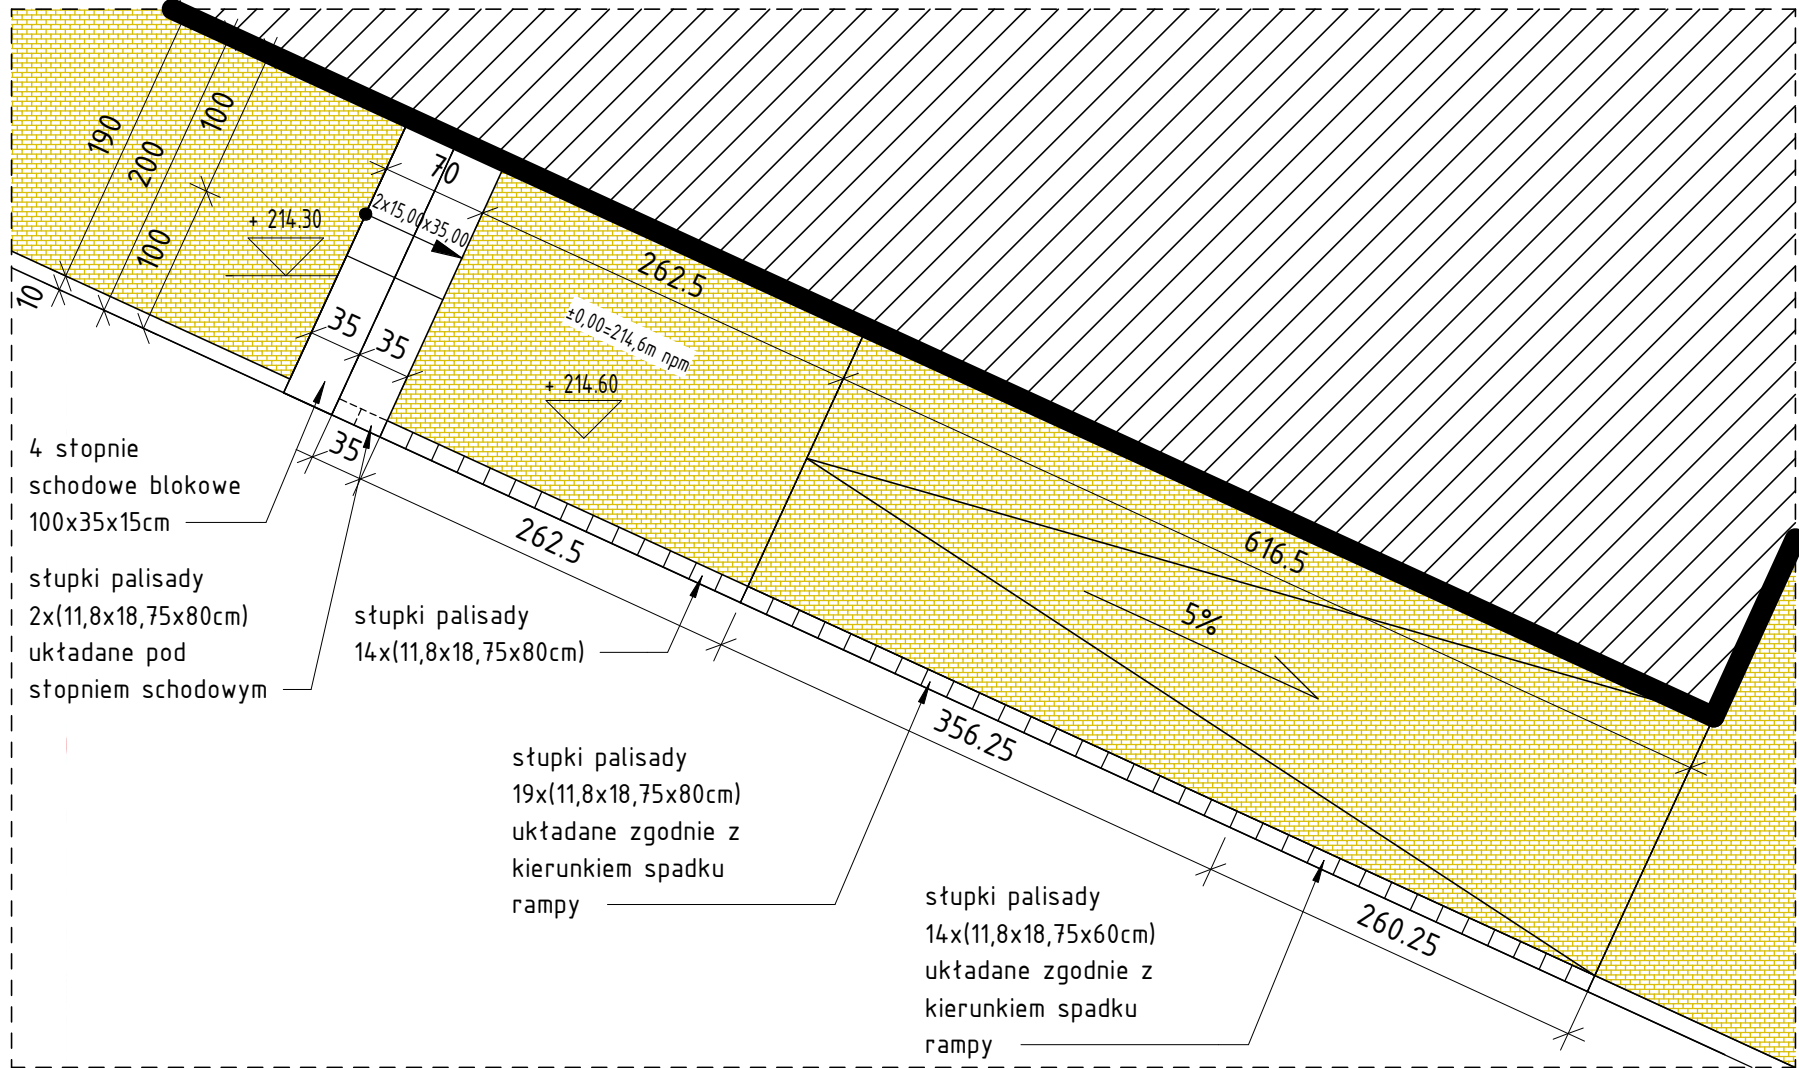 190
200
100
100
10
+ 214.30
70
2x15,00x35,00
35
35
35
262.5
±0,00=214,6m npm
+ 214.60
616.5
5%
262.5
356.25
260.25
4 stopnie
schodowe blokowe
100x35x15cm
słupki palisady
2x(11,8x18,75x80cm)
układane pod
stopniem schodowym
słupki palisady
14x(11,8x18,75x80cm)
słupki palisady
19x(11,8x18,75x80cm)
układane zgodnie z
kierunkiem spadku
rampy
słupki palisady
14x(11,8x18,75x60cm)
układane zgodnie z
kierunkiem spadku
rampy